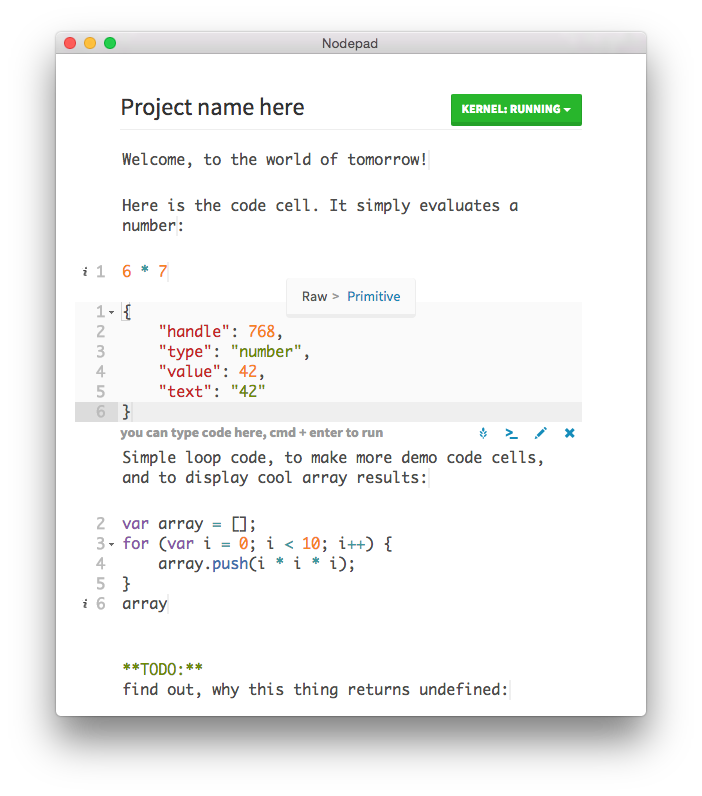 Nodepad
Project name here
KERNEL: RUNNING
Welcome, to the world of tomorrow!
Here is the code cell. It simply evaluates a
number:
i 1 6 * 7
Raw > Primitive
1 {
2     "handle": 768,
3     "type": "number",
4     "value": 42,
5     "text": "42"
6 }
you can type code here, cmd + enter to run
Simple loop code, to make more demo code cells,
and to display cool array results:
2 var array = [];
3 for (var i = 0; i < 10; i++) {
4     array.push(i * i * i);
5 }
i 6 array
**TODO:**
find out, why this thing returns undefined: